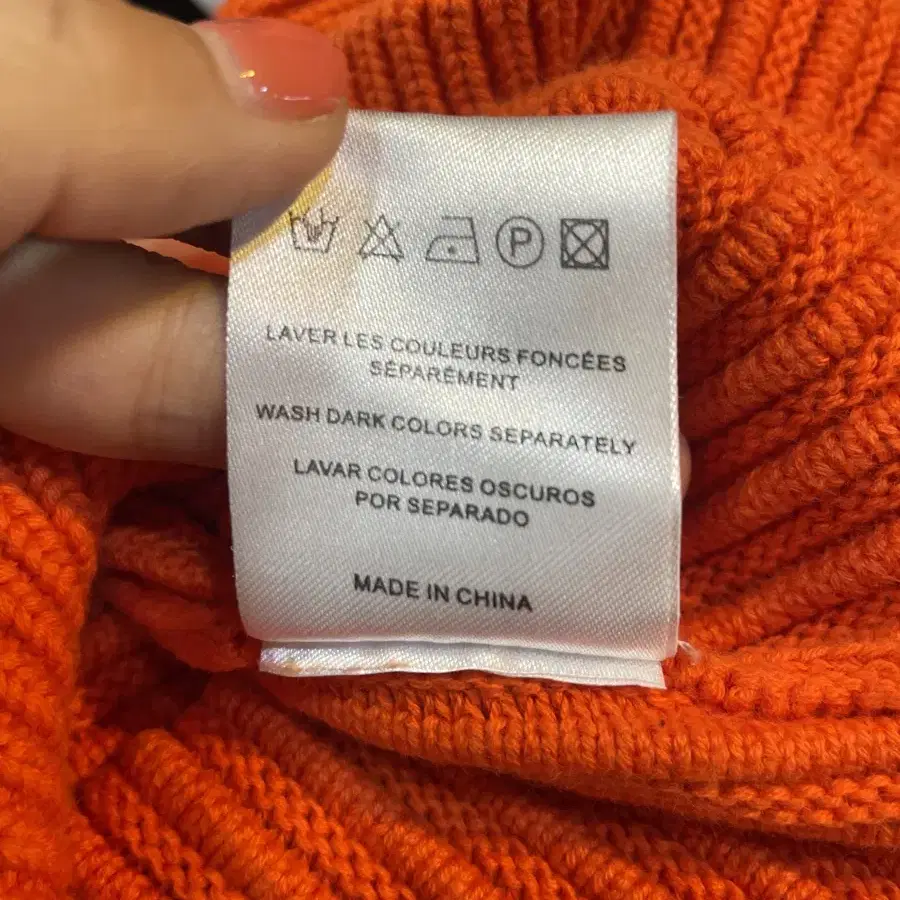 P
LAVER LES COULEURS FONCÉES
SÉPARÉMENT
WASH DARK COLORS SEPARATELY
LAVAR COLORES OSCUROS
POR SEPARADO
MADE IN CHINA